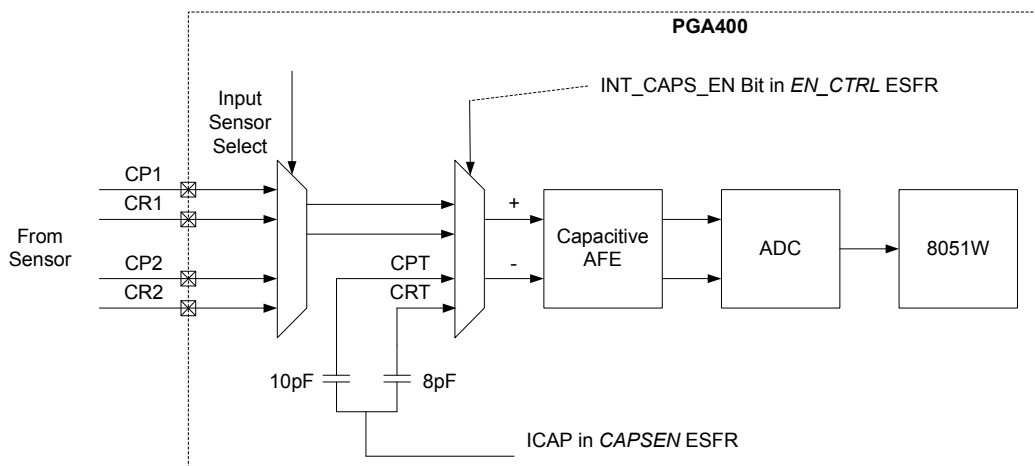 PGA400
INT_CAPS_EN Bit in EN_CTRL ESFR
Input
Sensor
Select
CP1
CR1
From
Sensor
CP2
CR2
+
-
CPT
CRT
Capacitive
AFE
ADC
8051W
10pF
8pF
ICAP in CAPSEN ESFR